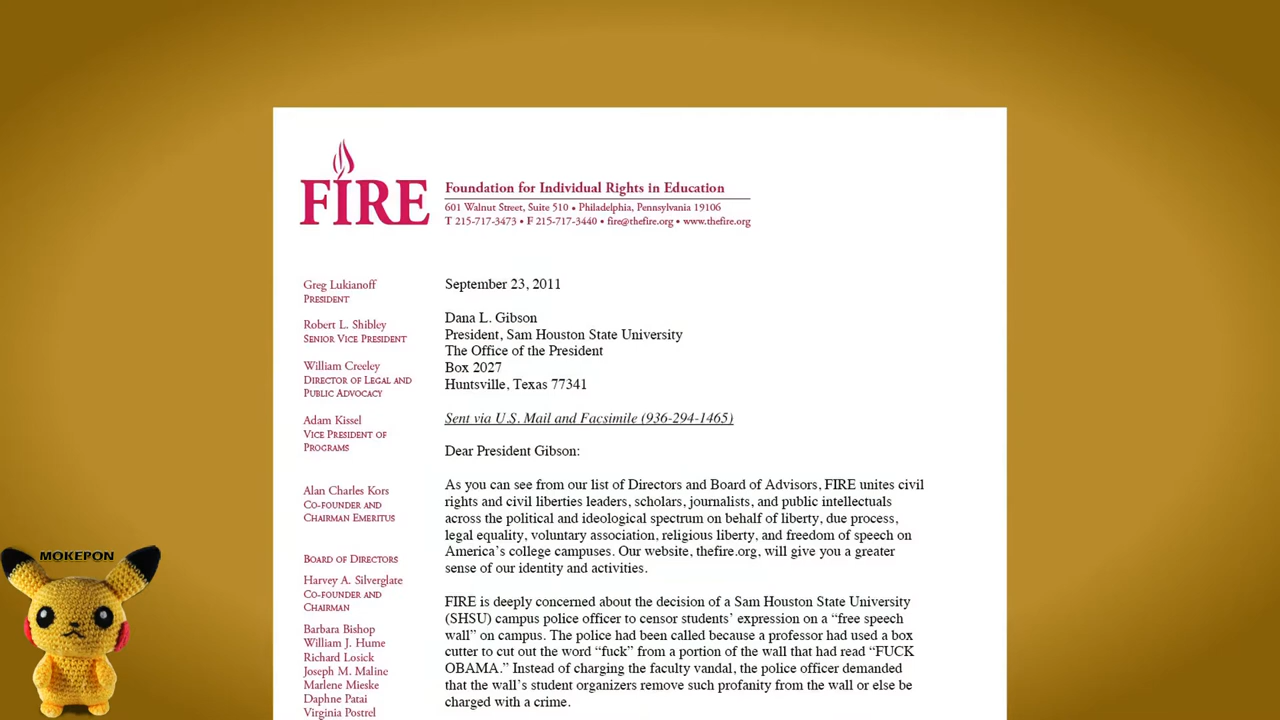 FIRE
Foundation for Individual Rights in Education
601 Walnut Street, Suite 510 • Philadelphia, Pennsylvania 19106
T 215-717-3473 • F 215-717-3440 • fire@thefire.org • www.thefire.org
Greg Lukianoff
PRESIDENT
Robert L. Shibley
SENIOR VICE PRESIDENT
William Creeley
DIRECTOR OF LEGAL AND
PUBLIC ADVOCACY
Adam Kissel
VICE PRESIDENT OF
PROGRAMS
Alan Charles Kors
CO-FOUNDER AND
CHAIRMAN EMERITUS
BOARD OF DIRECTORS
Harvey A. Silverglate
CO-FOUNDER AND
CHAIRMAN
Barbara Bishop
William J. Hume
Richard Losick
Joseph M. Maline
Marlene Mieske
Daphne Patai
Virginia Postrel
September 23, 2011
Dana L. Gibson
President, Sam Houston State University
The Office of the President
Box 2027
Huntsville, Texas 77341
Sent via U.S. Mail and Facsimile (936-294-1465)
Dear President Gibson:
As you can see from our list of Directors and Board of Advisors, FIRE unites civil
rights and civil liberties leaders, scholars, journalists, and public intellectuals
across the political and ideological spectrum on behalf of liberty, due process,
legal equality, voluntary association, religious liberty, and freedom of speech on
America's college campuses. Our website, thefire.org, will give you a greater
sense of our identity and activities.
FIRE is deeply concerned about the decision of a Sam Houston State University
(SHSU) campus police officer to censor students' expression on a “free speech
wall” on campus. The police had been called because a professor had used a box
cutter to cut out the word “fuck” from a portion of the wall that had read “FUCK
OBAMA.” Instead of charging the faculty vandal, the police officer demanded
that the wall's student organizers remove such profanity from the wall or else be
charged with a crime.
MOKEPON